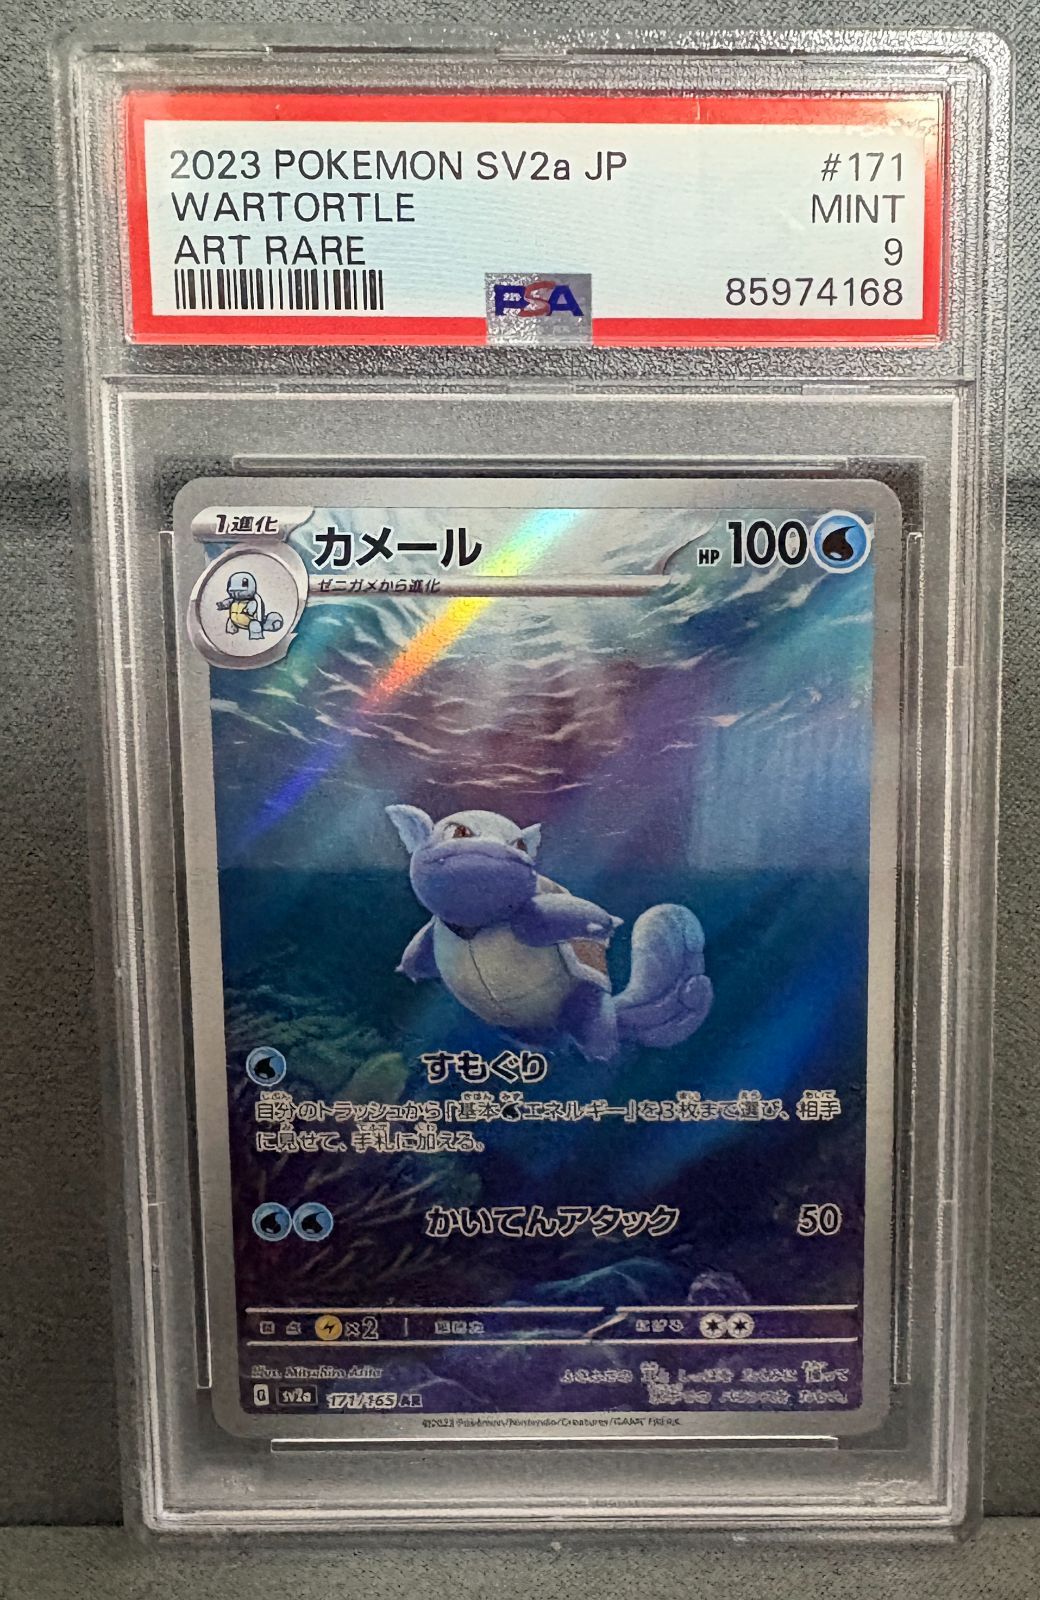 2023 POKEMON SV2a JP #171
WARTORTLE MINT
ART RARE 9
PSA 85974168
1進化 カメール HP 100
ゼニガメから進化
すもぐり
自分のトラッシュから「基本エネルギー」を3枚まで選び、相手
に見せて、手札に加える。
かいてんアタック 50
×2
Illus. Mitsuhiro Arita
G sv2a 171/165 AR